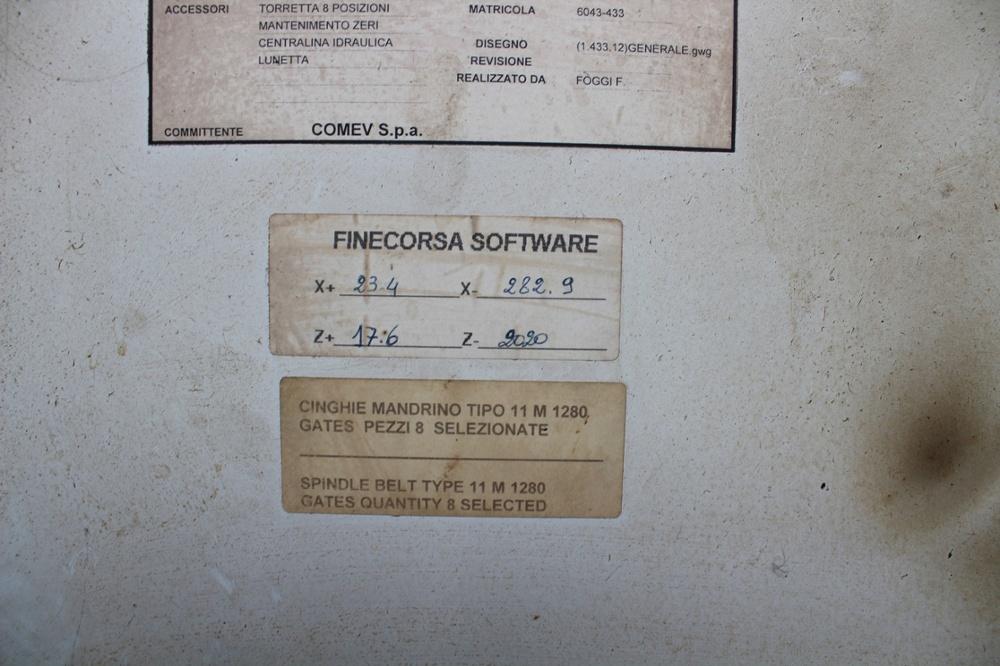 ACCESSORI TORRETTA 8 POSIZIONI MATRICOLA 6043-433
MANTENIMENTO ZERI
CENTRALINA IDRAULICA DISEGNO (1.433.12)GENERALE.gwg
LUNETTA REVISIONE
REALIZZATO DA FOGGI F.
COMMITTENTE COMEV S.p.a.
FINECORSA SOFTWARE
X+ 23.4 X- 282.9
Z+ 17.6 Z- 2020
CINGHIE MANDRINO TIPO 11 M 1280
GATES PEZZI 8 SELEZIONATE
SPINDLE BELT TYPE 11 M 1280
GATES QUANTITY 8 SELECTED